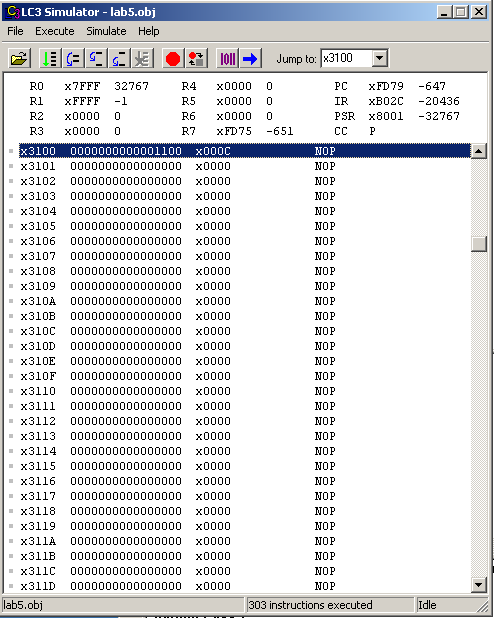 LC3 Simulator - lab5.obj
File Execute Simulate Help
Jump to: x3100
R0 x7FFF 32767 R4 x0000 0 PC xFD79 -647
R1 xFFFF -1 R5 x0000 0 IR xB02C -20436
R2 x0000 0 R6 x0000 0 PSR x8001 -32767
R3 x0000 0 R7 xFD75 -651 CC P
x3100 0000000000001100 x000C NOP
x3101 0000000000000000 x0000 NOP
x3102 0000000000000000 x0000 NOP
x3103 0000000000000000 x0000 NOP
x3104 0000000000000000 x0000 NOP
x3105 0000000000000000 x0000 NOP
x3106 0000000000000000 x0000 NOP
x3107 0000000000000000 x0000 NOP
x3108 0000000000000000 x0000 NOP
x3109 0000000000000000 x0000 NOP
x310A 0000000000000000 x0000 NOP
x310B 0000000000000000 x0000 NOP
x310C 0000000000000000 x0000 NOP
x310D 0000000000000000 x0000 NOP
x310E 0000000000000000 x0000 NOP
x310F 0000000000000000 x0000 NOP
x3110 0000000000000000 x0000 NOP
x3111 0000000000000000 x0000 NOP
x3112 0000000000000000 x0000 NOP
x3113 0000000000000000 x0000 NOP
x3114 0000000000000000 x0000 NOP
x3115 0000000000000000 x0000 NOP
x3116 0000000000000000 x0000 NOP
x3117 0000000000000000 x0000 NOP
x3118 0000000000000000 x0000 NOP
x3119 0000000000000000 x0000 NOP
x311A 0000000000000000 x0000 NOP
x311B 0000000000000000 x0000 NOP
x311C 0000000000000000 x0000 NOP
x311D 0000000000000000 x0000 NOP
lab5.obj 303 instructions executed Idle